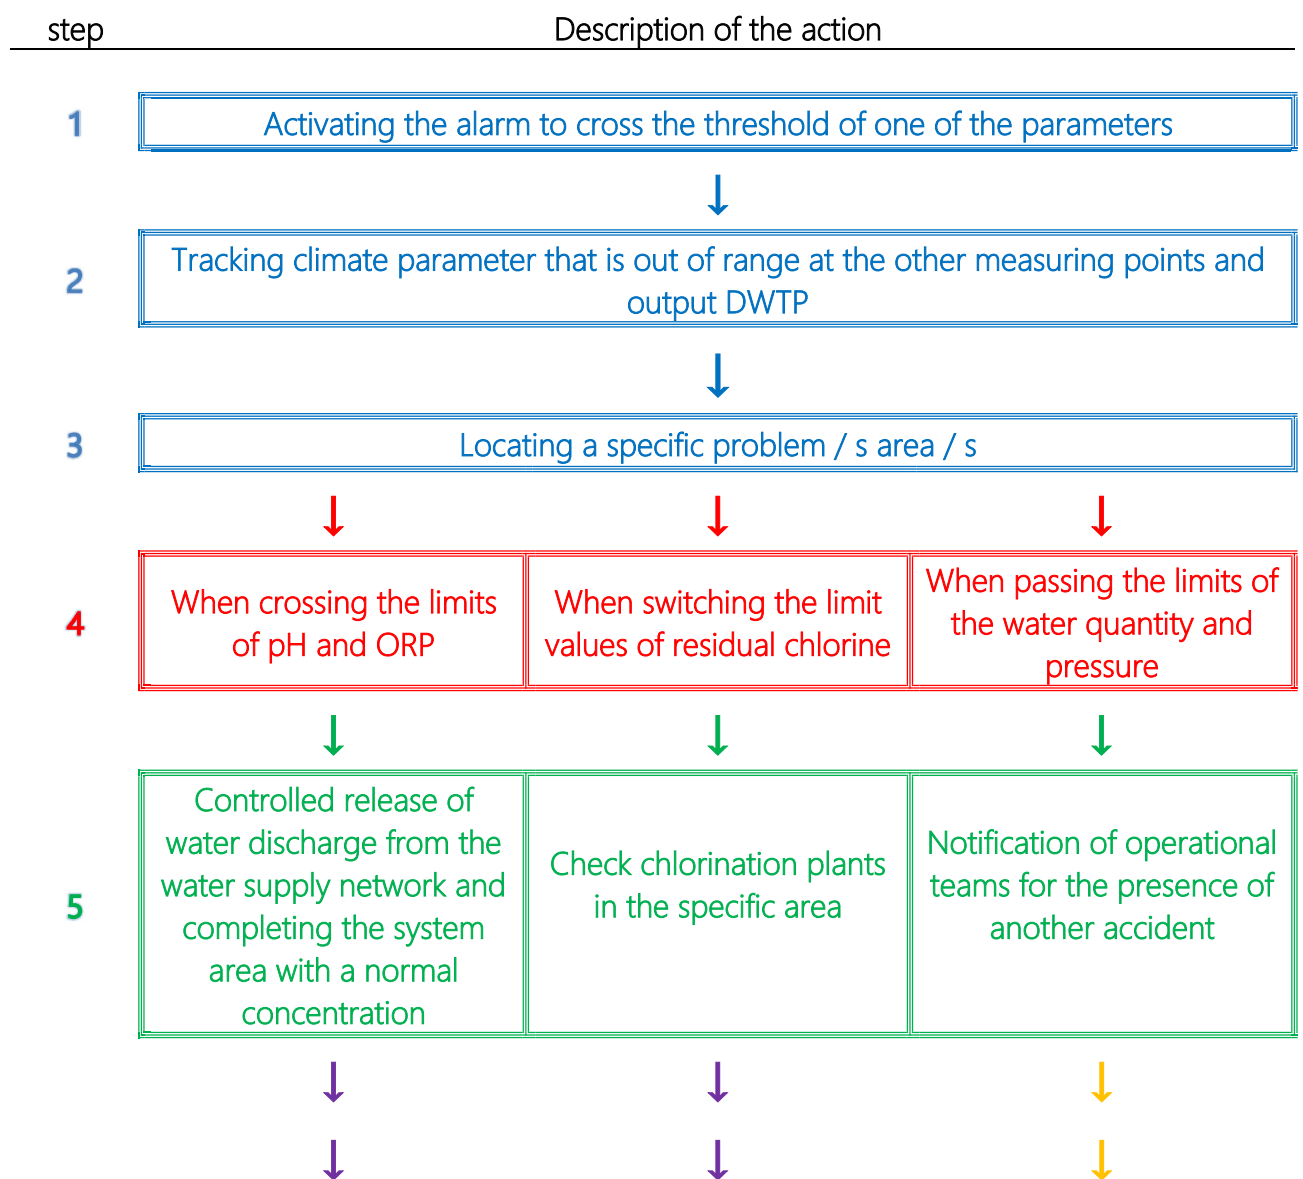 step Description of the action
1 Activating the alarm to cross the threshold of one of the parameters
2 Tracking climate parameter that is out of range at the other measuring points and
output DWTP
3 Locating a specific problem / s area / s
4
When crossing the limits
of pH and ORP
When switching the limit
values of residual chlorine
When passing the limits of
the water quantity and
pressure
5
Controlled release of
water discharge from the
water supply network and
completing the system
area with a normal
concentration
Check chlorination plants
in the specific area
Notification of operational
teams for the presence of
another accident